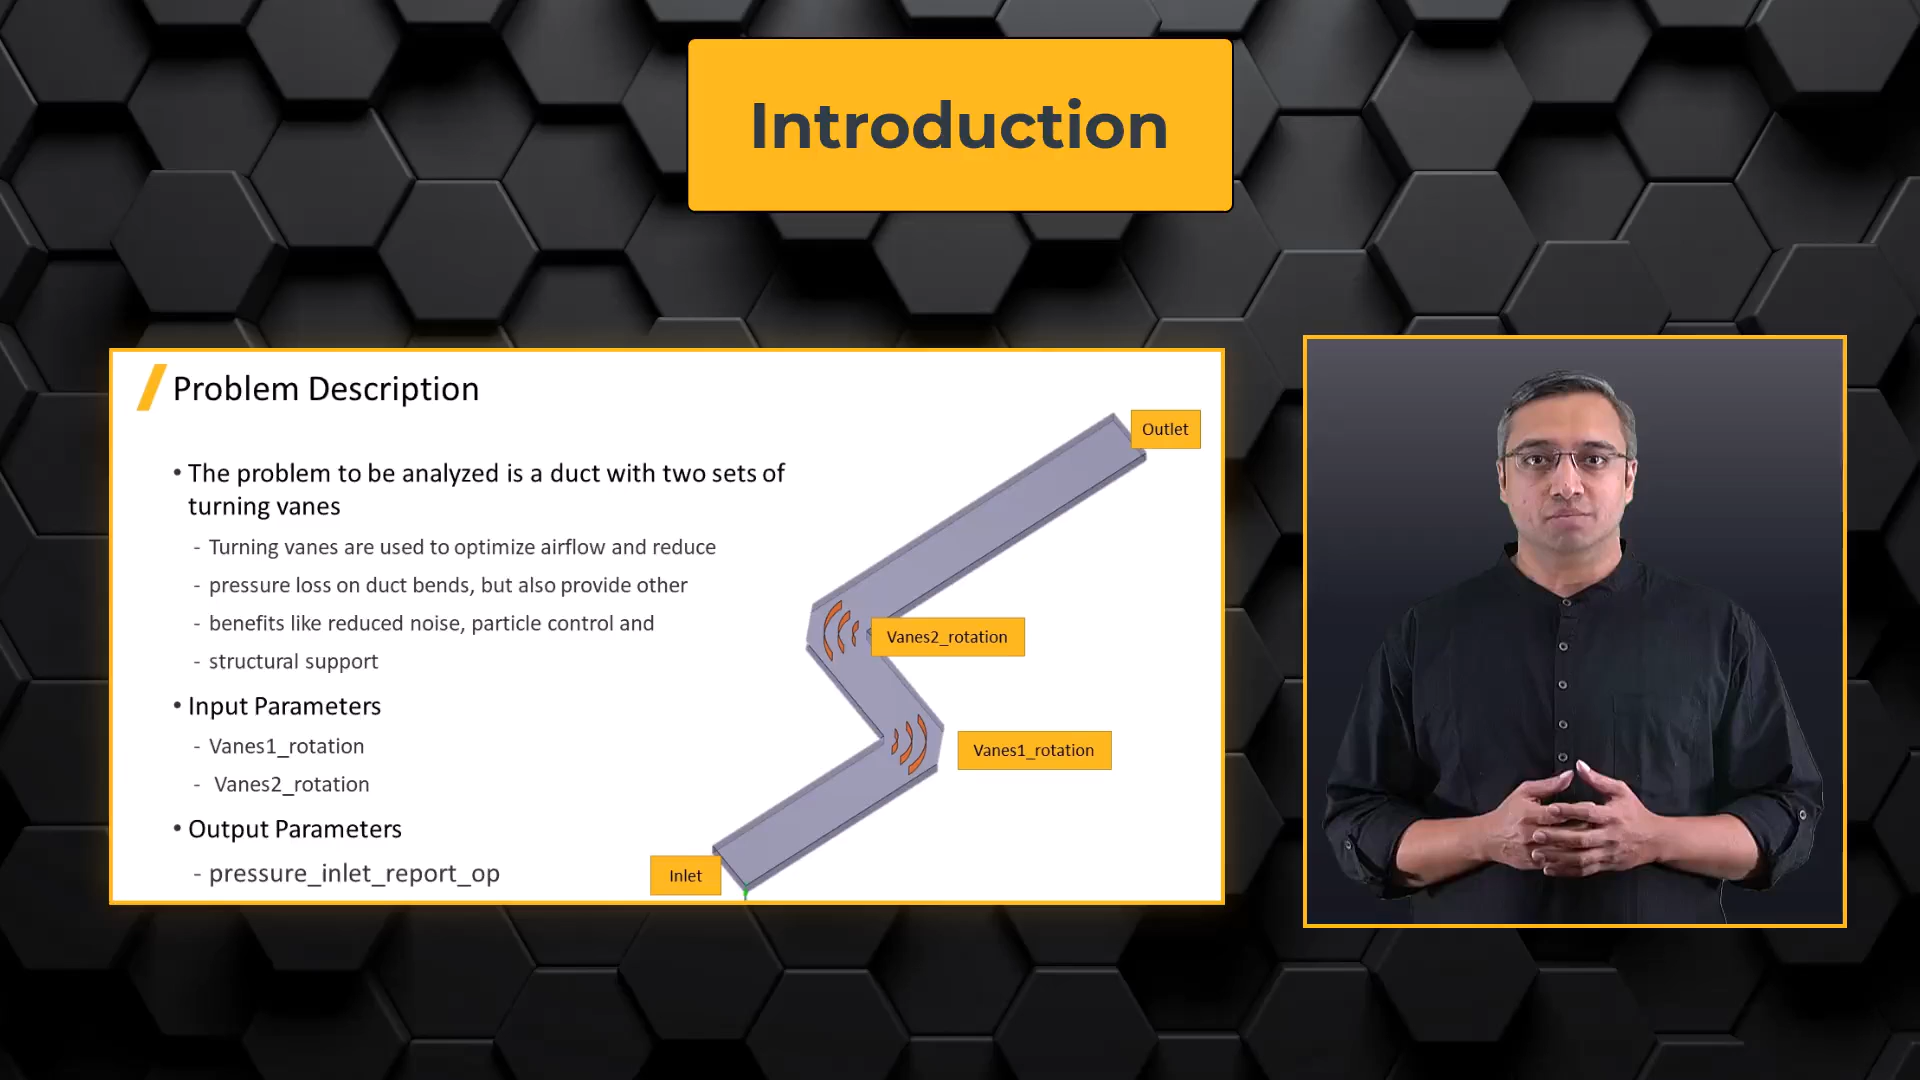 Introduction
Problem Description
• The problem to be analyzed is a duct with two sets of
turning vanes
- Turning vanes are used to optimize airflow and reduce
- pressure loss on duct bends, but also provide other
- benefits like reduced noise, particle control and
- structural support
• Input Parameters
- Vanes1_rotation
- Vanes2_rotation
• Output Parameters
- pressure_inlet_report_op
Outlet
Vanes2_rotation
Vanes1_rotation
Inlet